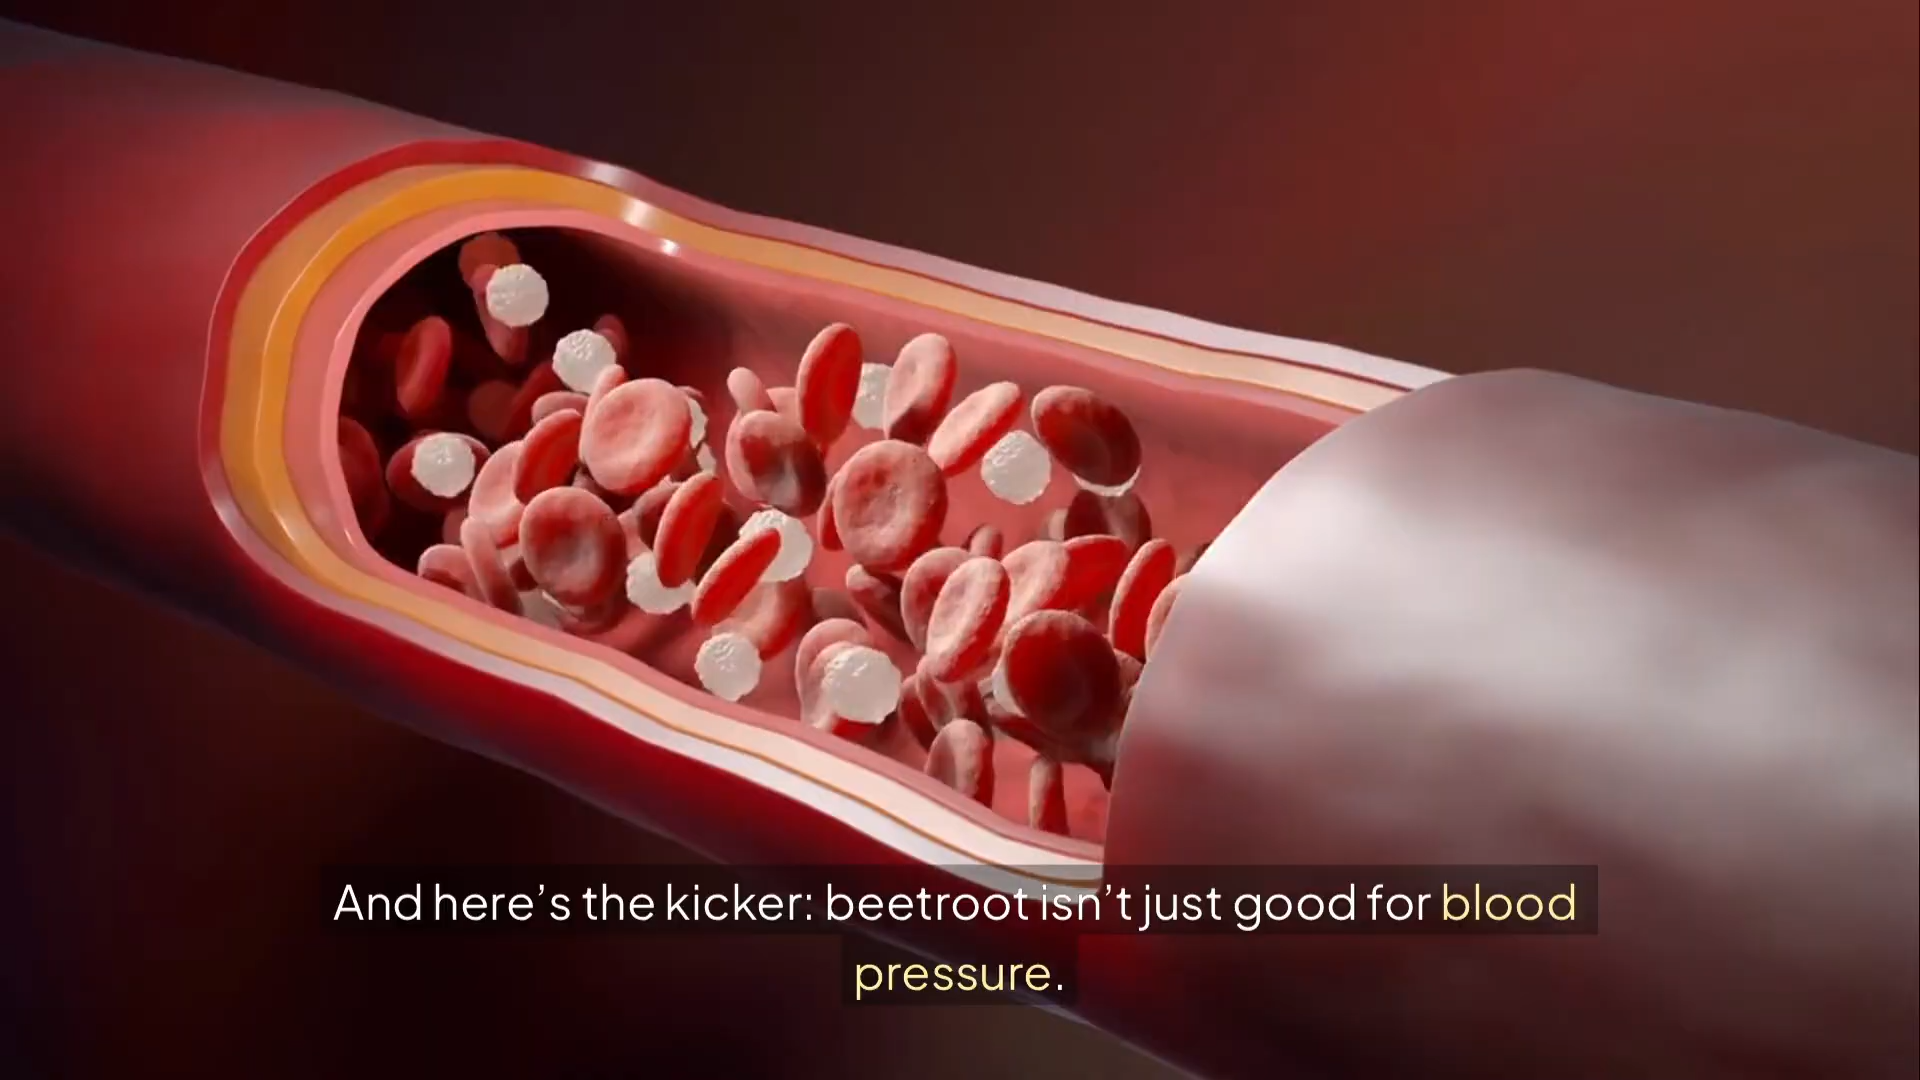 And here’s the kicker: beetroot isn’t just good for blood
pressure.